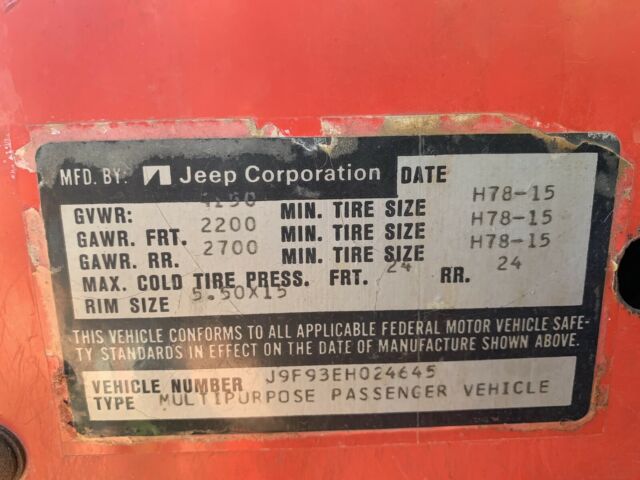 MFD. BY: Jeep Corporation DATE
GVWR: 4150 MIN. TIRE SIZE H78-15
GAWR. FRT. 2200 MIN. TIRE SIZE H78-15
GAWR. RR. 2700 MIN. TIRE SIZE H78-15
MAX. COLD TIRE PRESS. FRT. 24 RR. 24
RIM SIZE 5.50X15
THIS VEHICLE CONFORMS TO ALL APPLICABLE FEDERAL MOTOR VEHICLE SAFE-
TY STANDARDS IN EFFECT ON THE DATE OF MANUFACTURE SHOWN ABOVE.
VEHICLE NUMBER J9F93EH024645
TYPE MULTIPURPOSE PASSENGER VEHICLE